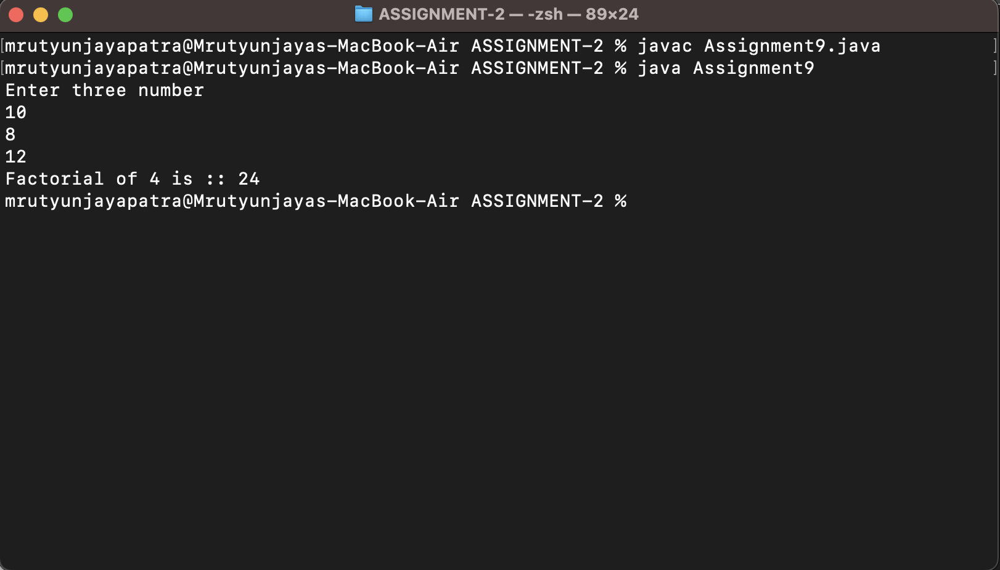 ASSIGNMENT-2 — -zsh — 89×24
[mrutyunjayapatra@Mrutyunjayas-MacBook-Air ASSIGNMENT-2 % javac Assignment9.java ]
[mrutyunjayapatra@Mrutyunjayas-MacBook-Air ASSIGNMENT-2 % java Assignment9 ]
Enter three number
10
8
12
Factorial of 4 is :: 24
mrutyunjayapatra@Mrutyunjayas-MacBook-Air ASSIGNMENT-2 %